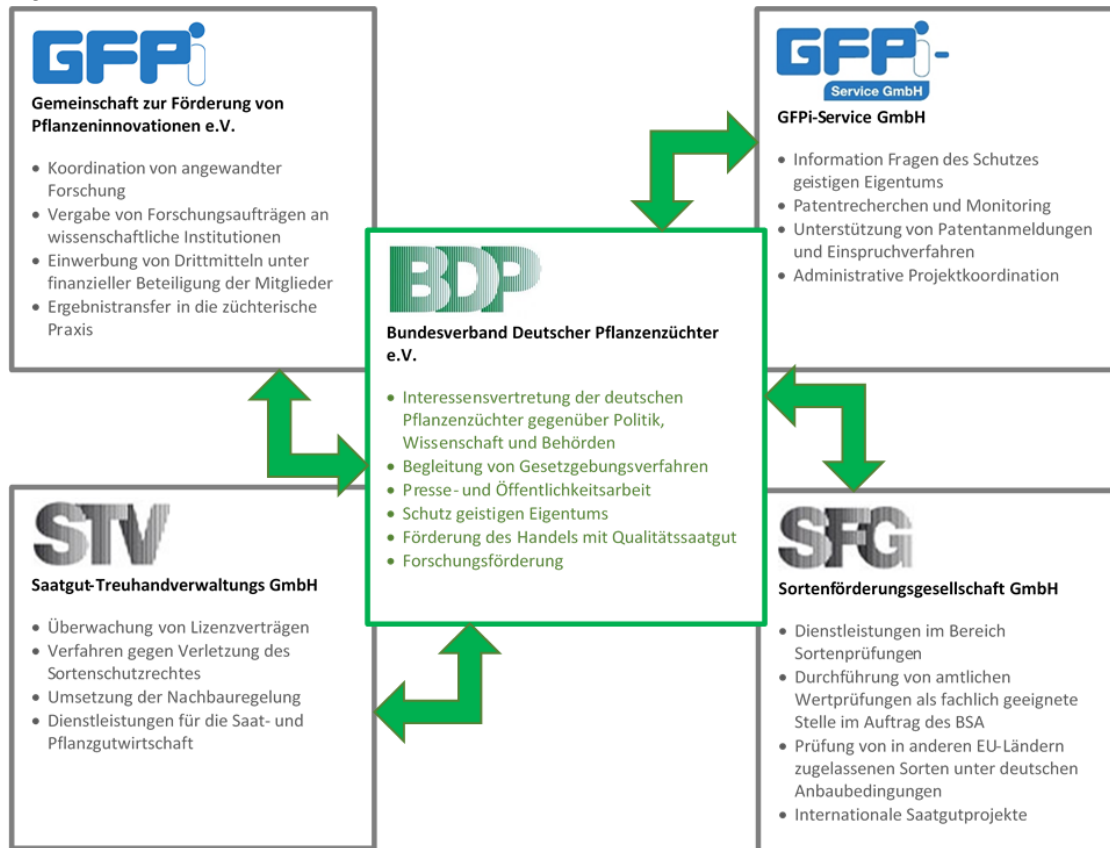 GFPi
Gemeinschaft zur Förderung von
Pflanzeninnovationen e.V.
• Koordination von angewandter
Forschung
• Vergabe von Forschungsaufträgen an
wissenschaftliche Institutionen
• Einwerbung von Drittmitteln unter
finanzieller Beteiligung der Mitglieder
• Ergebnistransfer in die züchterische
Praxis
GFPi-
Service GmbH
GFPi-Service GmbH
• Information Fragen des Schutzes
geistigen Eigentums
• Patentrecherchen und Monitoring
• Unterstützung von Patentanmeldungen
und Einspruchverfahren
• Administrative Projektkoordination
BDP
Bundesverband Deutscher Pflanzenzüchter
e.V.
• Interessensvertretung der deutschen
Pflanzenzüchter gegenüber Politik,
Wissenschaft und Behörden
• Begleitung von Gesetzgebungsverfahren
• Presse- und Öffentlichkeitsarbeit
• Schutz geistigen Eigentums
• Förderung des Handels mit Qualitätssaatgut
• Forschungsförderung
STV
Saatgut-Treuhandverwaltungs GmbH
• Überwachung von Lizenzverträgen
• Verfahren gegen Verletzung des
Sortenschutzrechtes
• Umsetzung der Nachbauregelung
• Dienstleistungen für die Saat- und
Pflanzgutwirtschaft
SFG
Sortenförderungsgesellschaft GmbH
• Dienstleistungen im Bereich
Sortenprüfungen
• Durchführung von amtlichen
Wertprüfungen als fachlich geeignete
Stelle im Auftrag des BSA
• Prüfung von in anderen EU-Ländern
zugelassenen Sorten unter deutschen
Anbaubedingungen
• Internationale Saatgutprojekte